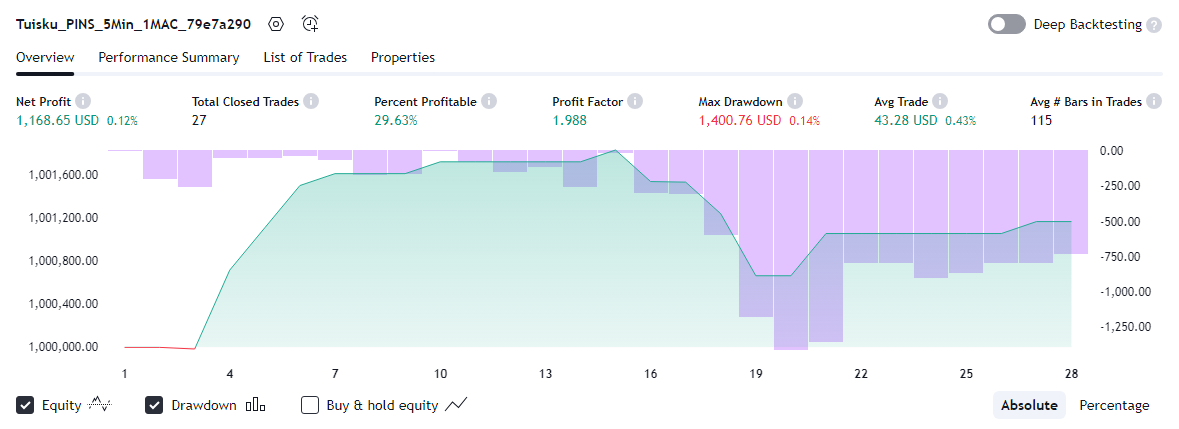 Tuisku_PINS_5Min_1MAC_79e7a290 Deep Backtesting ?
Overview Performance Summary List of Trades Properties
Net Profit i Total Closed Trades i Percent Profitable i Profit Factor i Max Drawdown i Avg Trade i Avg # Bars in Trades i
1,168.65 USD 0.12% 27 29.63% 1.988 1,400.76 USD 0.14% 43.28 USD 0.43% 115
0.00
1,001,600.00
-250.00
1,001,200.00
-500.00
1,000,800.00
-750.00
-1,000.00
1,000,400.00
-1,250.00
1,000,000.00
1 4 7 10 13 16 19 22 25 28
Equity Drawdown Buy & hold equity Absolute Percentage